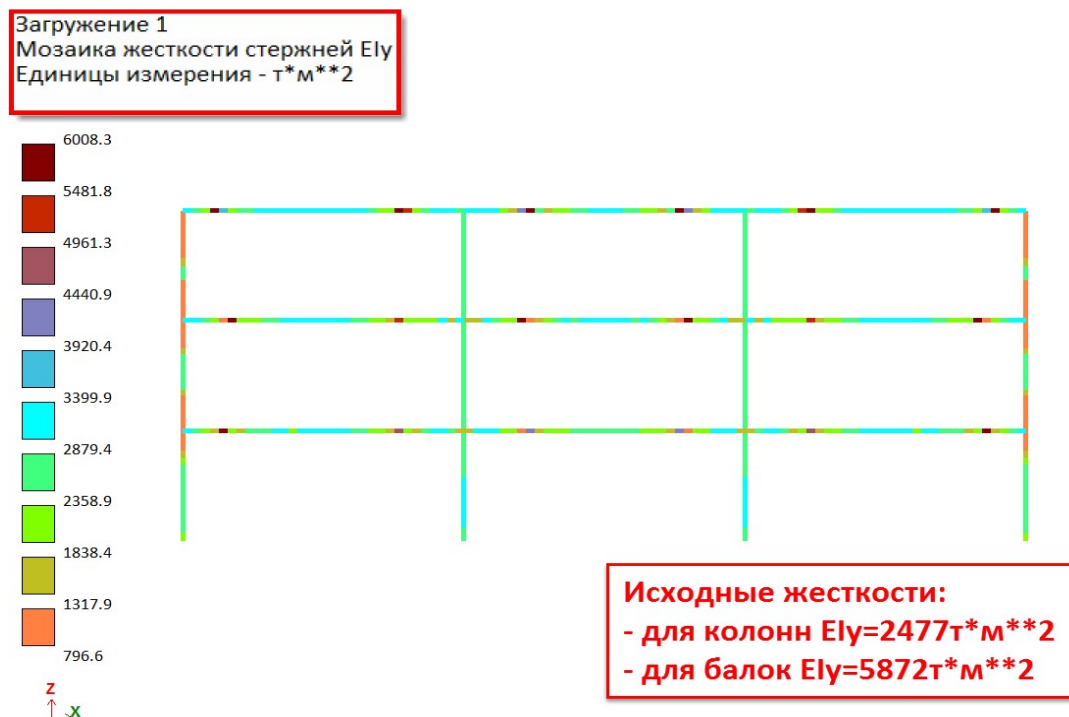 Загружение 1
Мозаика жесткости стержней EIy
Единицы измерения - т*м**2
6008.3
5481.8
4961.3
4440.9
3920.4
3399.9
2879.4
2358.9
1838.4
1317.9
796.6
Исходные жесткости:
- для колонн EIy=2477т*м**2
- для балок EIy=5872т*м**2
Z
X